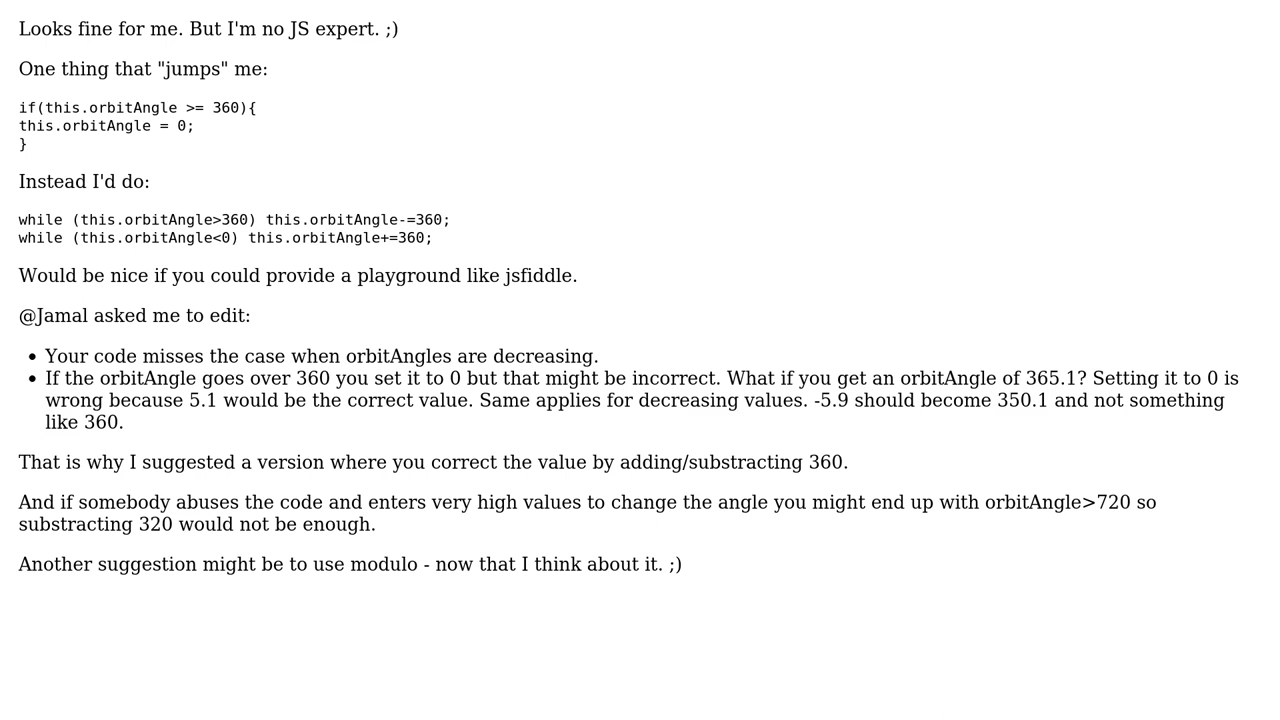 Looks fine for me. But I'm no JS expert. ;)
One thing that "jumps" me:
if(this.orbitAngle >= 360){
this.orbitAngle = 0;
}
Instead I'd do:
while (this.orbitAngle>360) this.orbitAngle-=360;
while (this.orbitAngle<0) this.orbitAngle+=360;
Would be nice if you could provide a playground like jsfiddle.
@Jamal asked me to edit:
• Your code misses the case when orbitAngles are decreasing.
• If the orbitAngle goes over 360 you set it to 0 but that might be incorrect. What if you get an orbitAngle of 365.1? Setting it to 0 is
wrong because 5.1 would be the correct value. Same applies for decreasing values. -5.9 should become 350.1 and not something
like 360.
That is why I suggested a version where you correct the value by adding/substracting 360.
And if somebody abuses the code and enters very high values to change the angle you might end up with orbitAngle>720 so
substracting 320 would not be enough.
Another suggestion might be to use modulo - now that I think about it. ;)